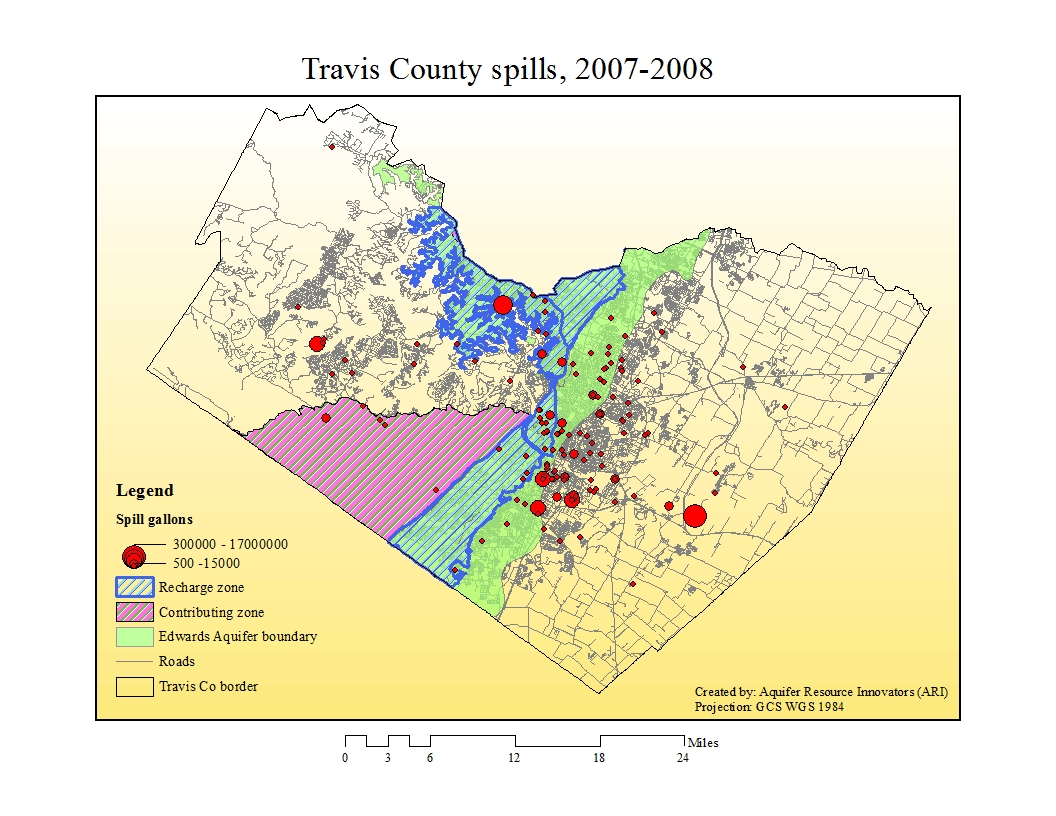 Travis County spills, 2007-2008
Legend
Spill gallons
300000 - 17000000
500 -15000
Recharge zone
Contributing zone
Edwards Aquifer boundary
Roads
Travis Co border
Created by: Aquifer Resource Innovators (ARI)
Projection: GCS WGS 1984
Miles
0 3 6 12 18 24